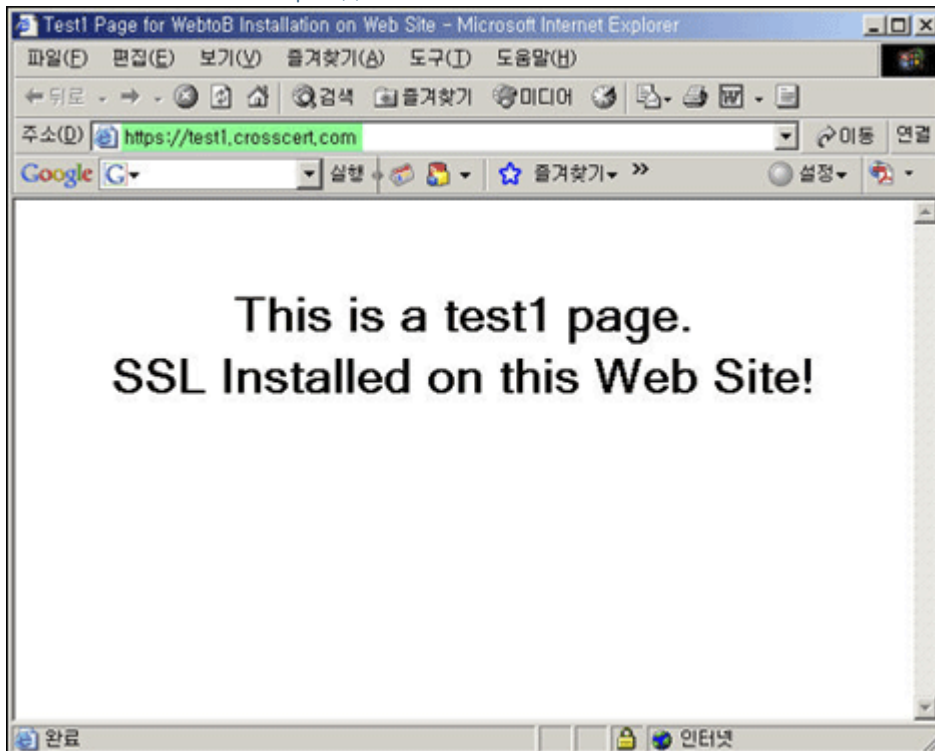 Test1 Page for WebtoB Installation on Web Site - Microsoft Internet Explorer
파일(F) 편집(E) 보기(V) 즐겨찾기(A) 도구(T) 도움말(H)
뒤로 검색 즐겨찾기 미디어
주소(D) https://test1.crosscert.com 이동 연결
Google G 실행 즐겨찾기 » 설정
This is a test1 page.
SSL Installed on this Web Site!
완료 인터넷